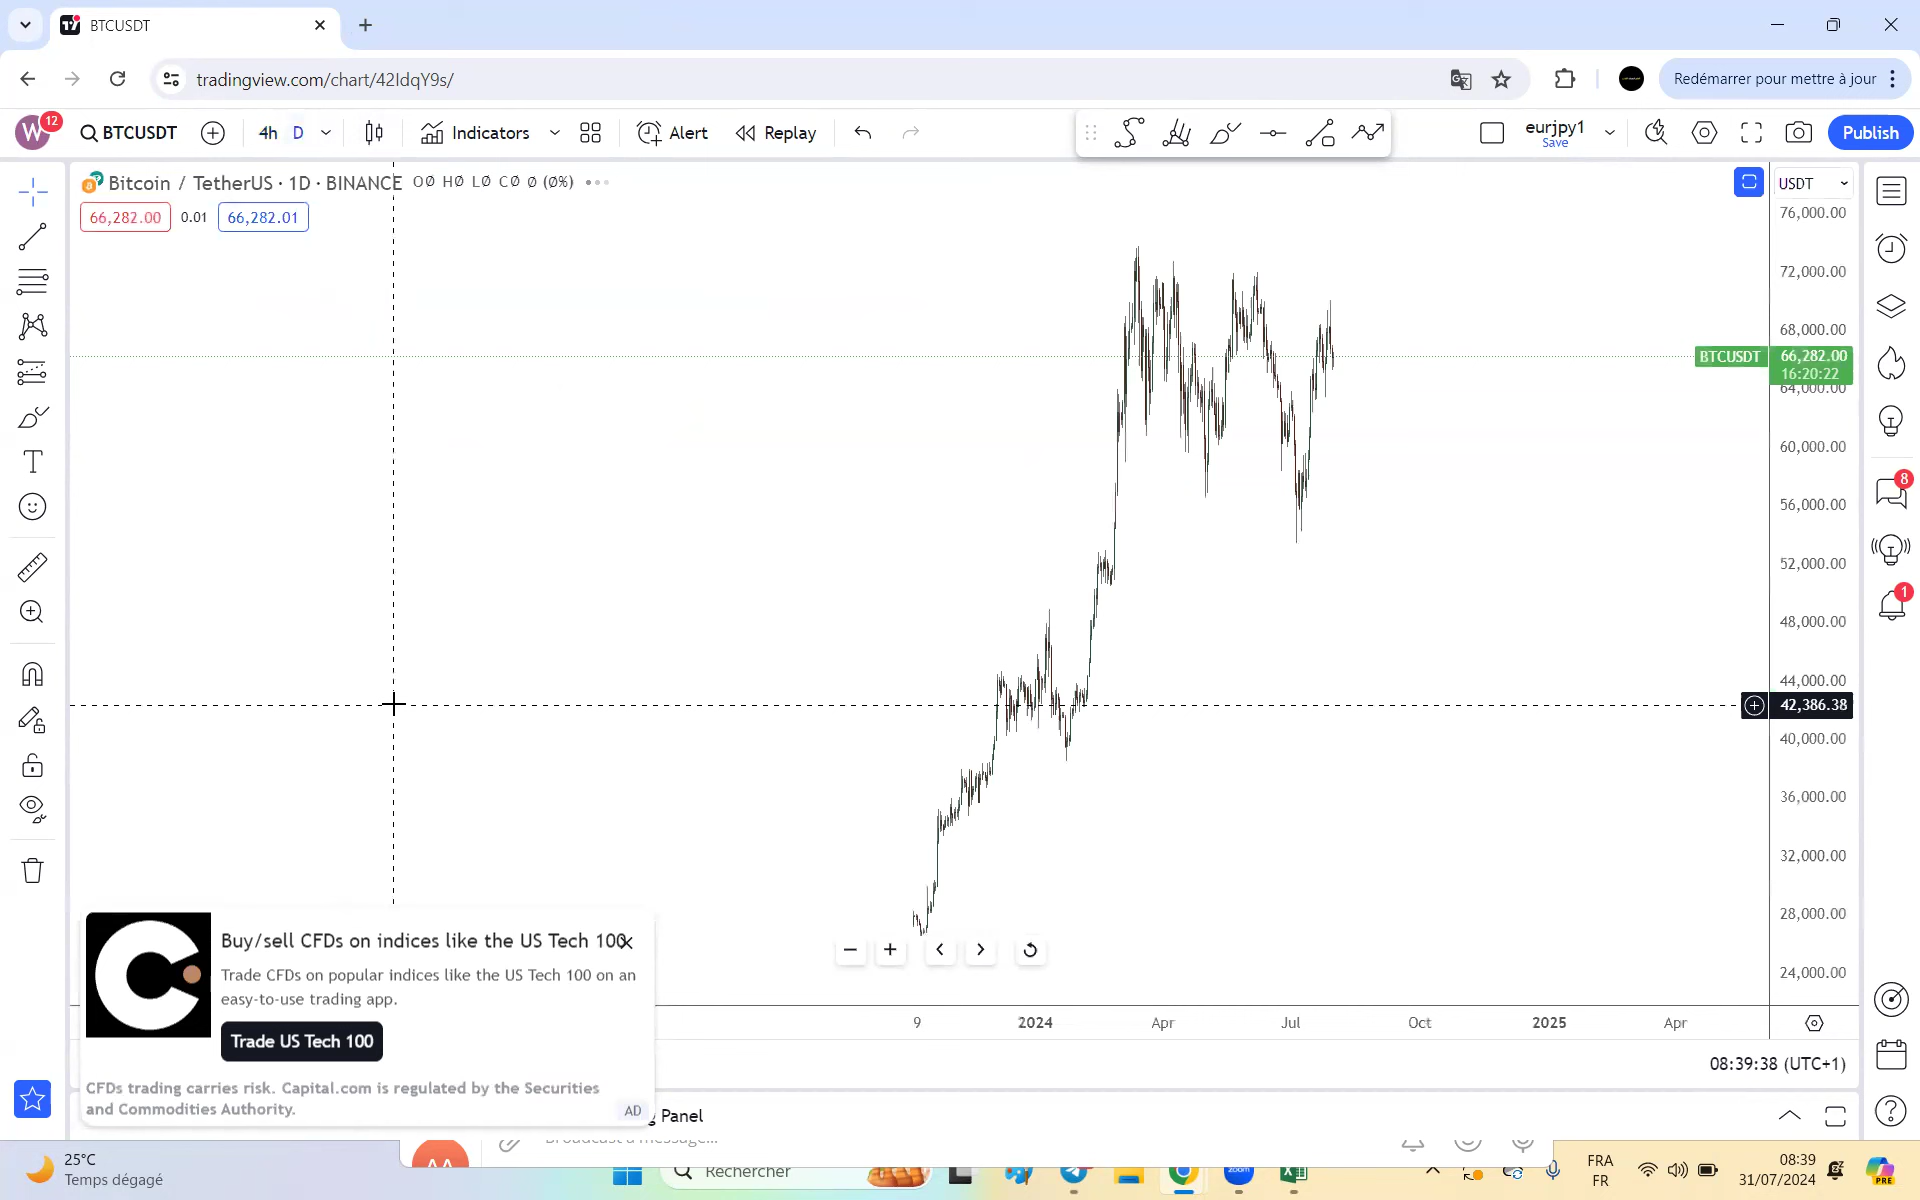 BTCUSDT
tradingview.com/chart/42IdqY9s/
Redémarrer pour mettre à jour
W
12
BTCUSDT
4h
D
Indicators
Alert
Replay
eurjpy1
Save
Publish
Bitcoin / TetherUS · 1D · BINANCE
O∅ H∅ L∅ C∅ ∅ (∅%)
66,282.00
0.01
66,282.01
USDT
76,000.00
72,000.00
68,000.00
BTCUSDT
66,282.00
16:20:22
64,000.00
60,000.00
56,000.00
52,000.00
48,000.00
44,000.00
42,386.38
40,000.00
36,000.00
32,000.00
28,000.00
24,000.00
8
1
Buy/sell CFDs on indices like the US Tech 100
Trade CFDs on popular indices like the US Tech 100 on an
easy-to-use trading app.
Trade US Tech 100
CFDs trading carries risk. Capital.com is regulated by the Securities
and Commodities Authority.
AD
9
2024
Apr
Jul
Oct
2025
Apr
08:39:38 (UTC+1)
Panel
Broadcast a message...
AA
25°C
Temps dégagé
Rechercher
zoom
FRA
FR
08:39
31/07/2024
PRE